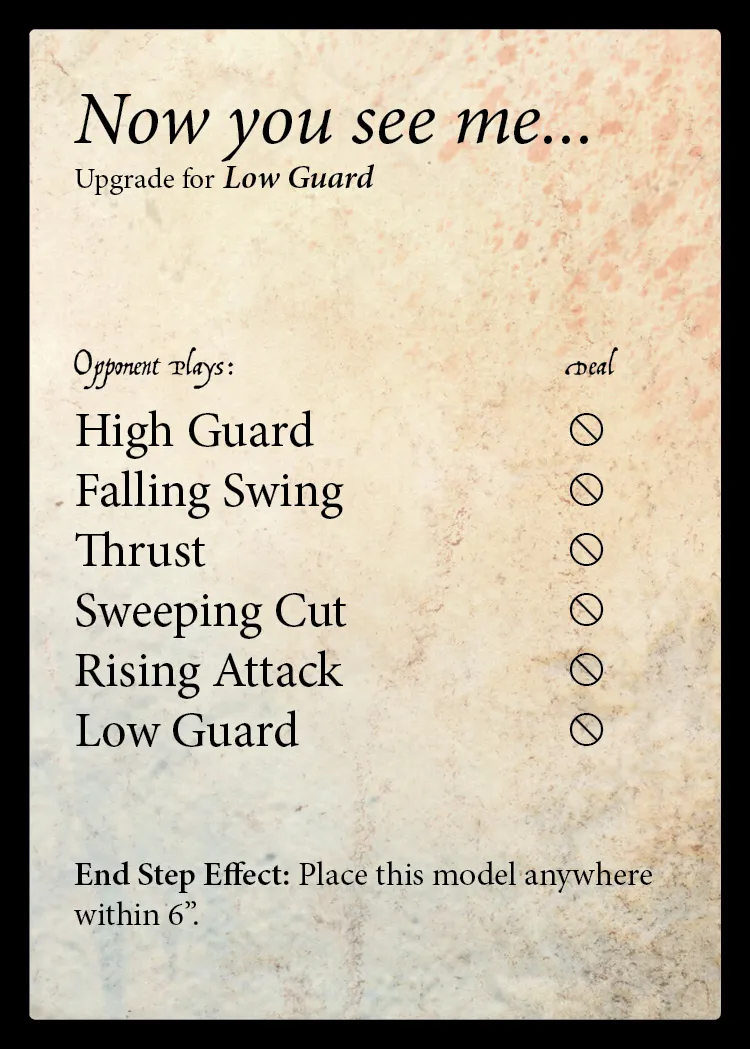 Now you see me...
Upgrade for Low Guard
Opponent plays: Deal
High Guard
Falling Swing
Thrust
Sweeping Cut
Rising Attack
Low Guard
End Step Effect: Place this model anywhere
within 6”.